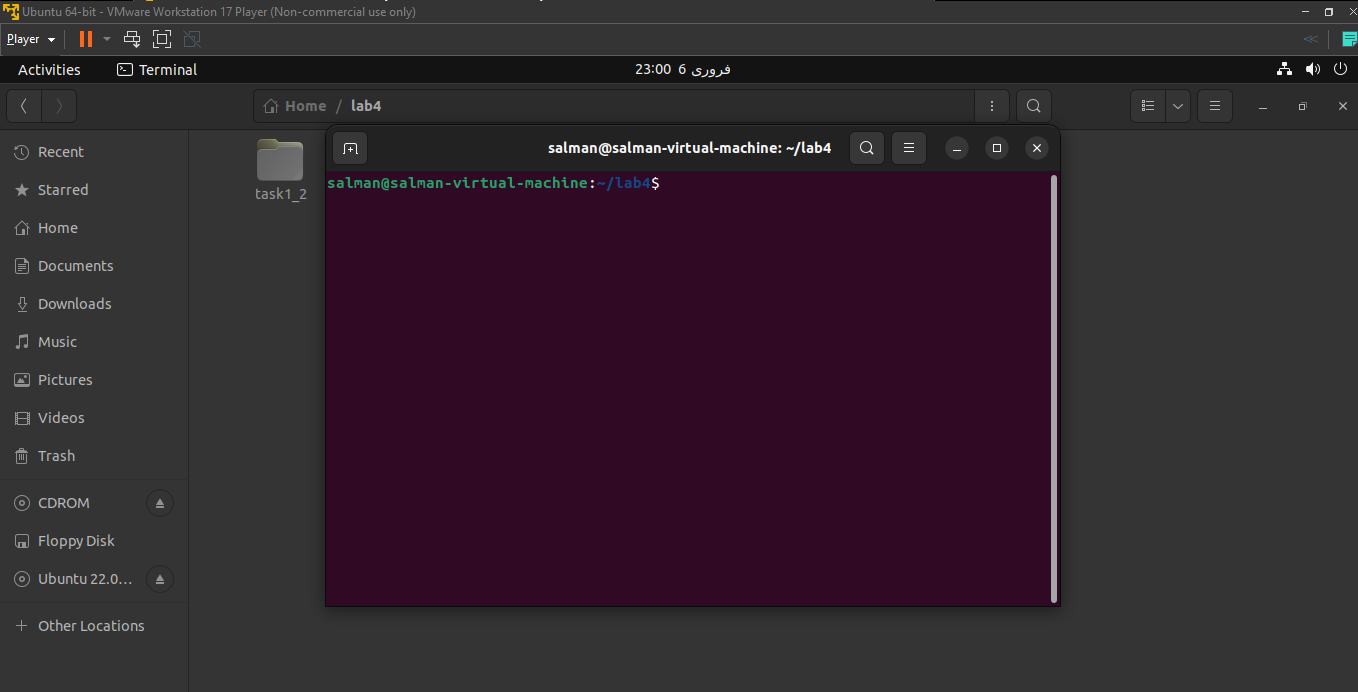 Ubuntu 64-bit - VMware Workstation 17 Player (Non-commercial use only)
Player
Activities
Terminal
23:00 6 فروری
Home / lab4
Recent
Starred
Home
Documents
Downloads
Music
Pictures
Videos
Trash
CDROM
Floppy Disk
Ubuntu 22.0...
Other Locations
task1_2
salman@salman-virtual-machine: ~/lab4
salman@salman-virtual-machine:~/lab4$